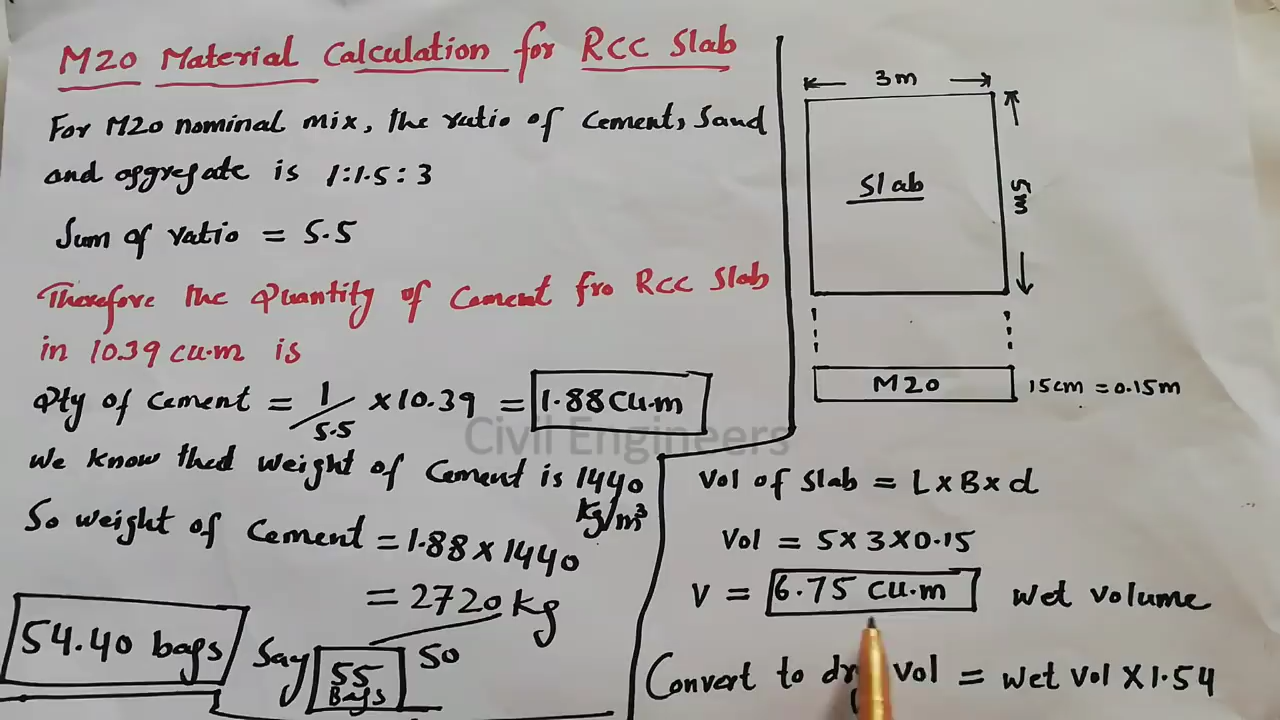 M20 Material Calculation for RCC Slab
For M20 nominal mix, the ratio of cement, Sand
and aggregate is 1:1.5:3
Sum of ratio = 5.5
Therefore the Quantity of Cement fro RCC Slab
in 10.39 cu.m is
Qty of cement = 1/5.5 × 10.39 = 1.88 cu.m
We know thed weight of Cement is 1440 kg/m³
So weight of Cement = 1.88 × 1440
= 2720 kg
50
Say 55 Bags
54.40 bags
3m
Slab
5m
M20
15cm = 0.15m
Civil Engineers
Vol of slab = L × B × d
Vol = 5 × 3 × 0.15
V = 6.75 cu.m wet volume
Convert to dry vol = wet vol × 1.54